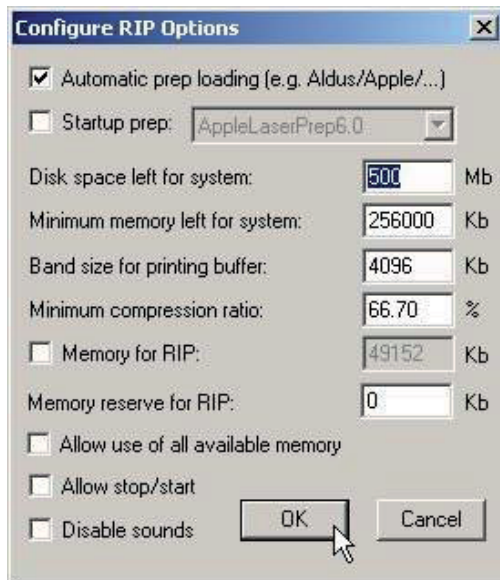 Configure RIP Options
Automatic prep loading (e.g. Aldus/Apple/...)
Startup prep: AppleLaserPrep6.0
Disk space left for system: 500 Mb
Minimum memory left for system: 256000 Kb
Band size for printing buffer: 4096 Kb
Minimum compression ratio: 66.70 %
Memory for RIP: 49152 Kb
Memory reserve for RIP: 0 Kb
Allow use of all available memory
Allow stop/start
Disable sounds OK Cancel